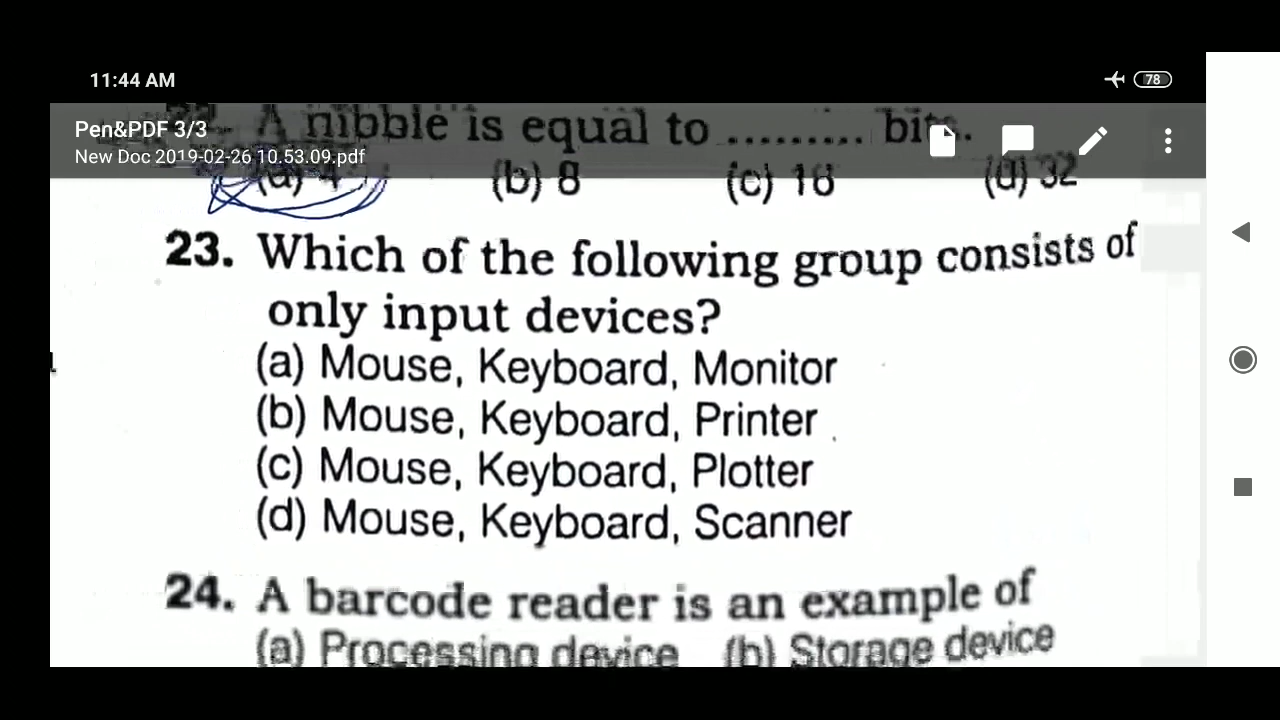 11:44 AM
78
Pen&PDF 3/3
New Doc 2019-02-26 10.53.09.pdf
22. A nibble is equal to ......... bits.
(a) 4 (b) 8 (c) 16 (d) 32
23. Which of the following group consists of
only input devices?
(a) Mouse, Keyboard, Monitor
(b) Mouse, Keyboard, Printer
(c) Mouse, Keyboard, Plotter
(d) Mouse, Keyboard, Scanner
24. A barcode reader is an example of
(a) Processing device (b) Storage device